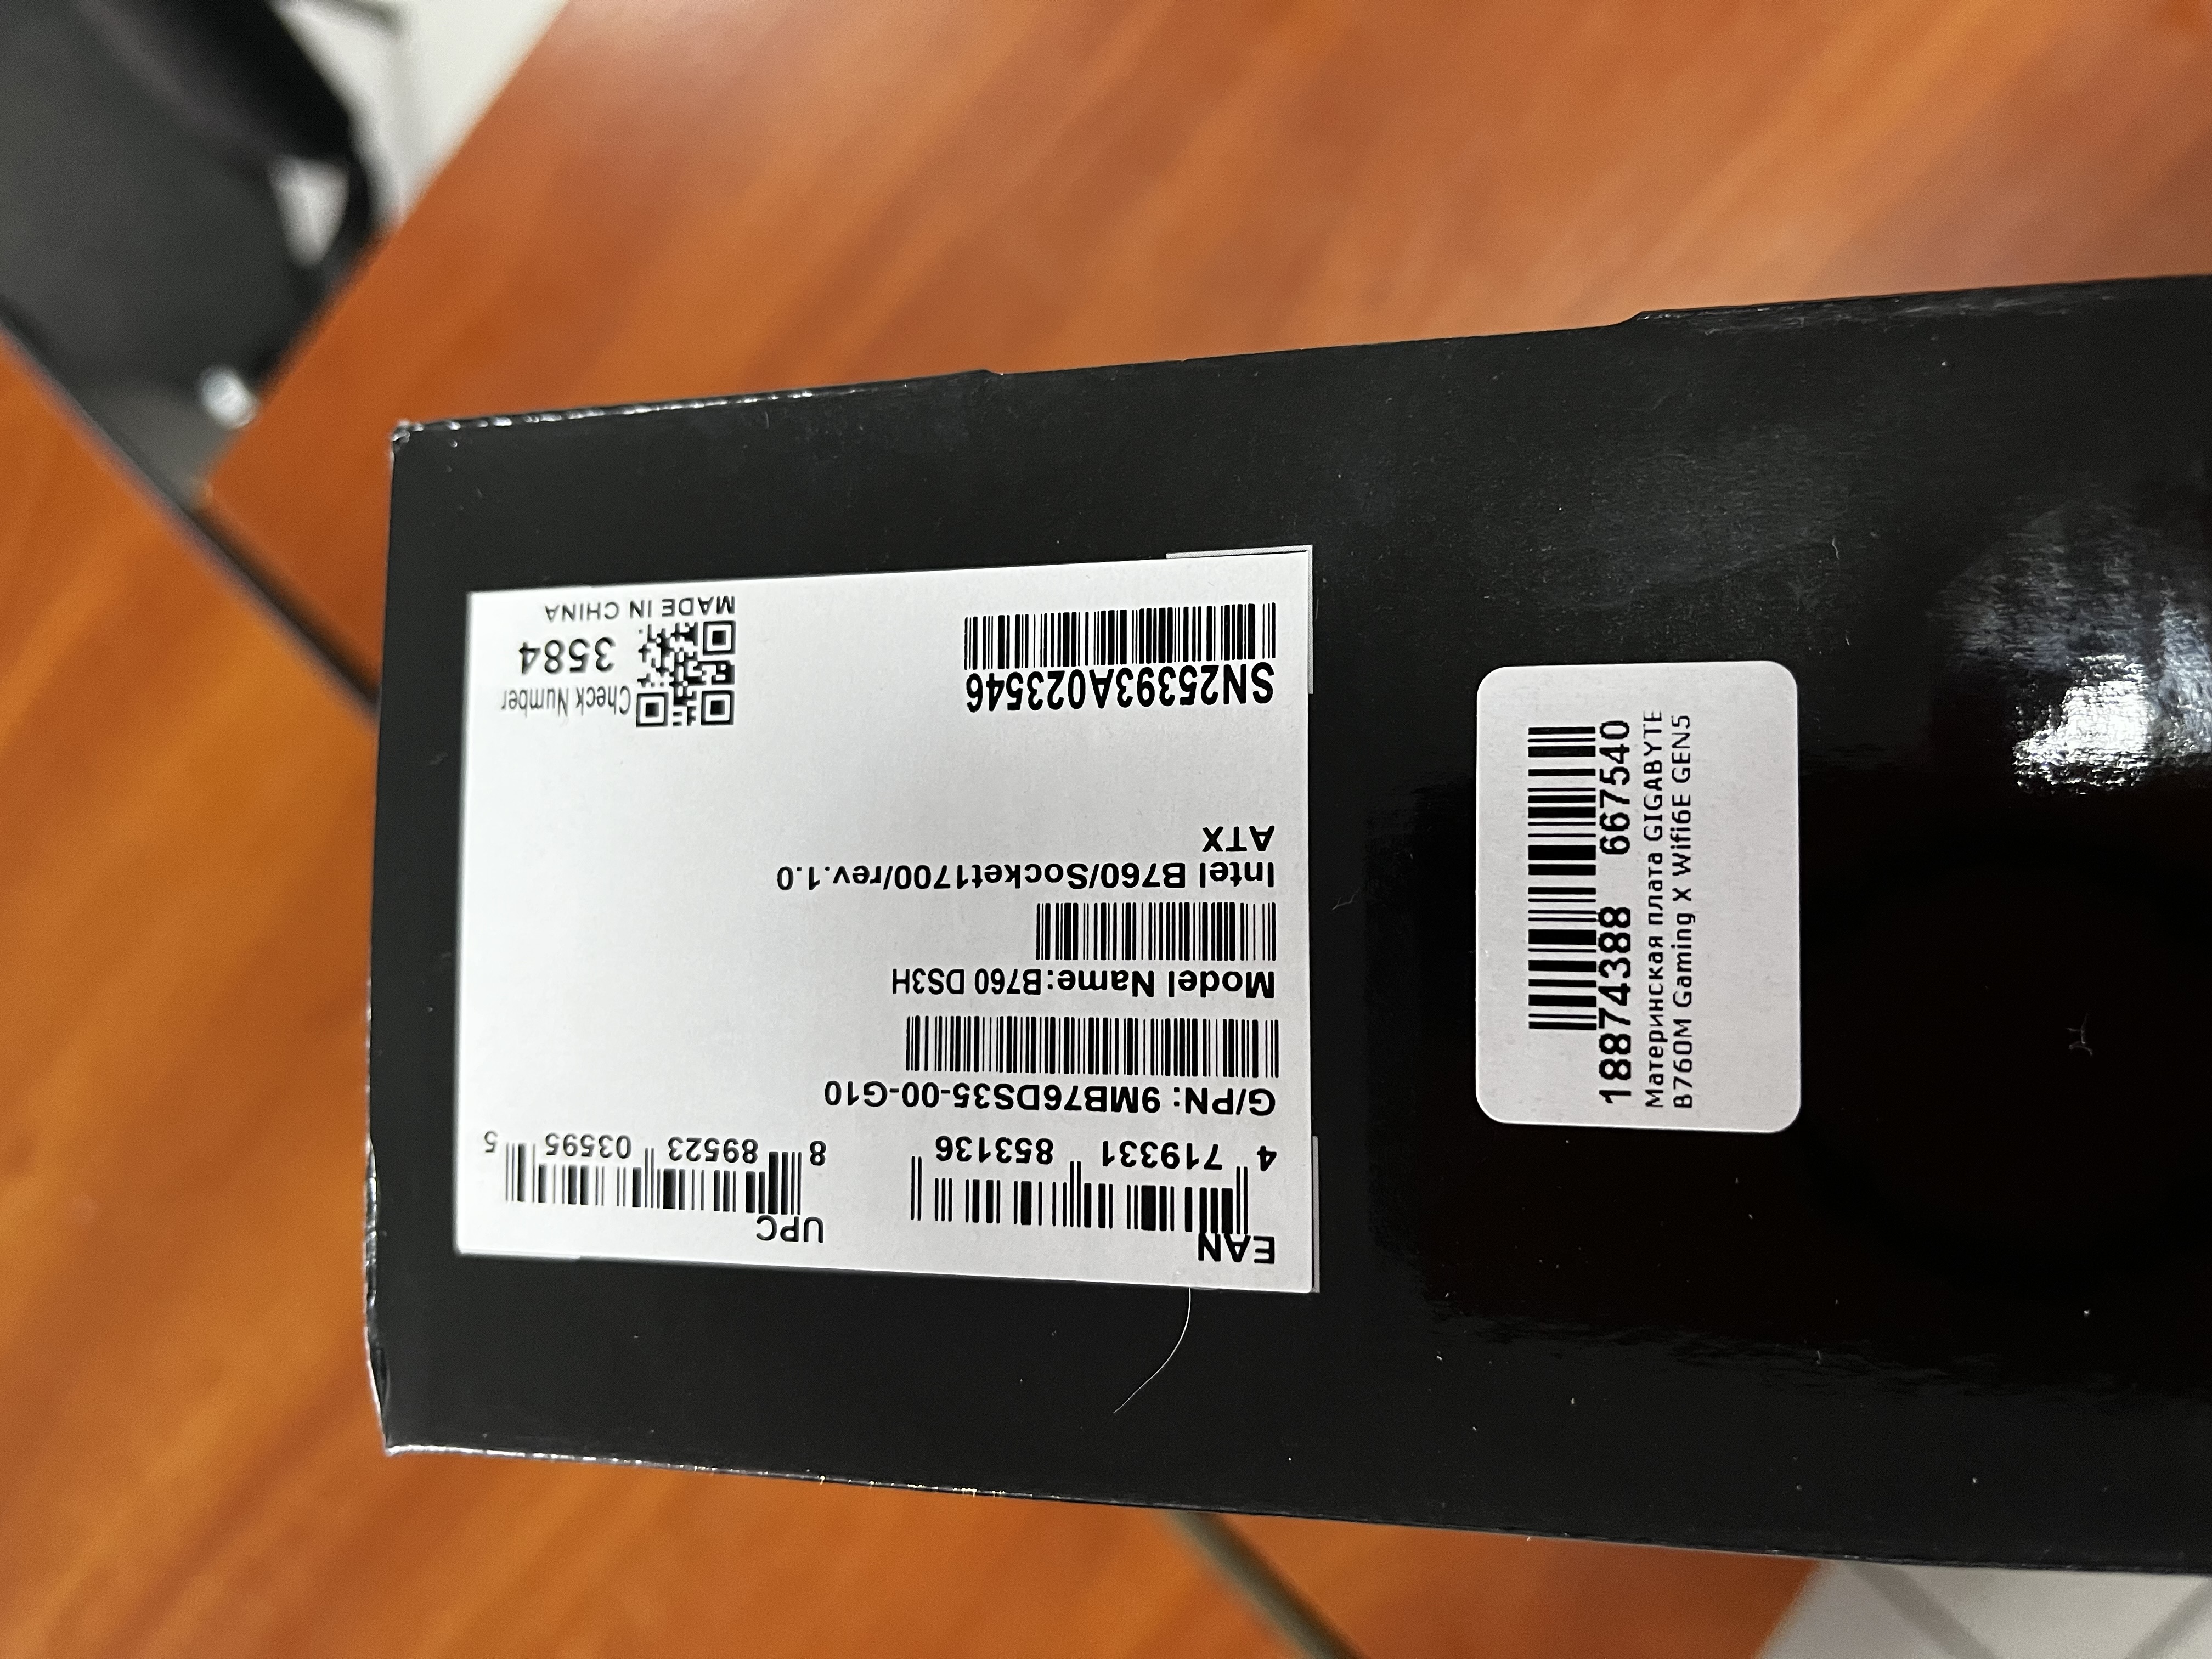 EAN
4 719331 853136
UPC
8 89523 03595 5
G/PN: 9MB76DS35-00-G10
Model Name:B760 DS3H
Intel B760/Socket1700/rev.1.0
ATX
SN25393A023546
Check Number
3584
MADE IN CHINA
18874388 667540
Материнская плата GIGABYTE
B760M Gaming X Wifi6E GEN5